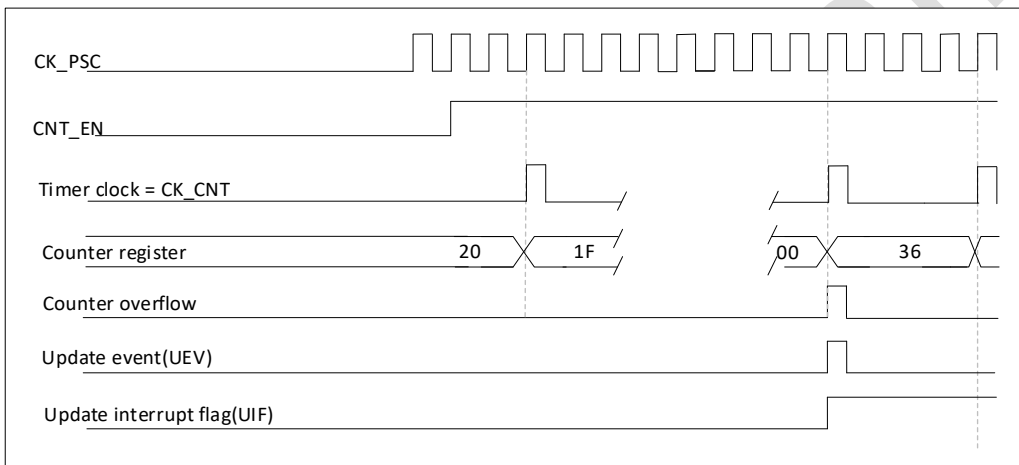 CK_PSC
CNT_EN
Timer clock = CK_CNT
Counter register 20 1F 00 36
Counter overflow
Update event(UEV)
Update interrupt flag(UIF)